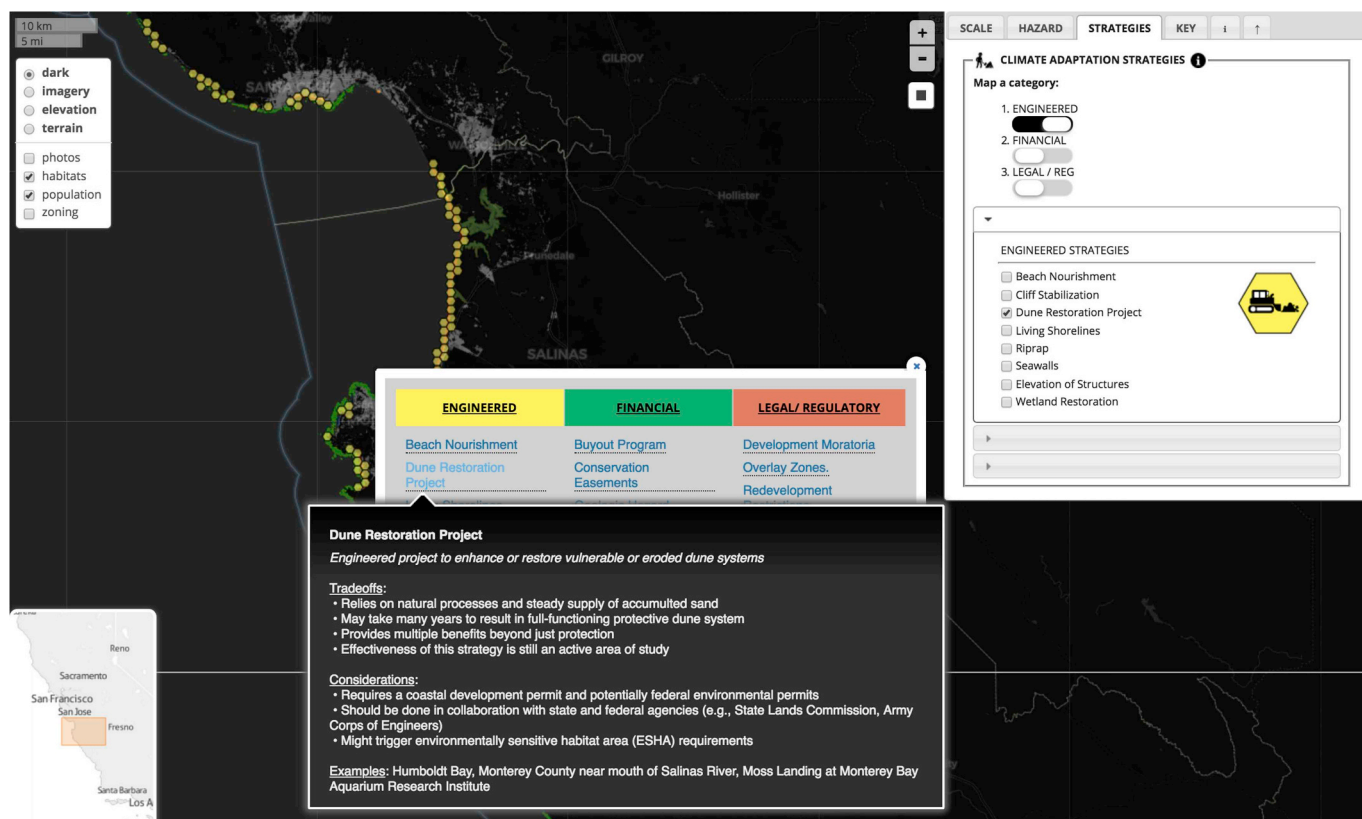 10 km
5 mi
dark
imagery
elevation
terrain
photos
habitats
population
zoning
GILROY
Hollister
Prunedale
SALINAS
+
-
SCALE
HAZARD
STRATEGIES
KEY
i
↑
CLIMATE ADAPTATION STRATEGIES i
Map a category:
1. ENGINEERED
2. FINANCIAL
3. LEGAL / REG
ENGINEERED STRATEGIES
Beach Nourishment
Cliff Stabilization
Dune Restoration Project
Living Shorelines
Riprap
Seawalls
Elevation of Structures
Wetland Restoration
ENGINEERED
FINANCIAL
LEGAL/ REGULATORY
Beach Nourishment
Buyout Program
Development Moratoria
Dune Restoration
Project
Conservation
Easements
Overlay Zones.
Redevelopment
Dune Restoration Project
Engineered project to enhance or restore vulnerable or eroded dune systems
Tradeoffs:
• Relies on natural processes and steady supply of accumulted sand
• May take many years to result in full-functioning protective dune system
• Provides multiple benefits beyond just protection
• Effectiveness of this strategy is still an active area of study
Considerations:
• Requires a coastal development permit and potentially federal environmental permits
• Should be done in collaboration with state and federal agencies (e.g., State Lands Commission, Army
Corps of Engineers)
• Might trigger environmentally sensitive habitat area (ESHA) requirements
Examples: Humboldt Bay, Monterey County near mouth of Salinas River, Moss Landing at Monterey Bay
Aquarium Research Institute
Reno
Sacramento
San Francisco
San Jose
Fresno
Santa Barbara
Los A